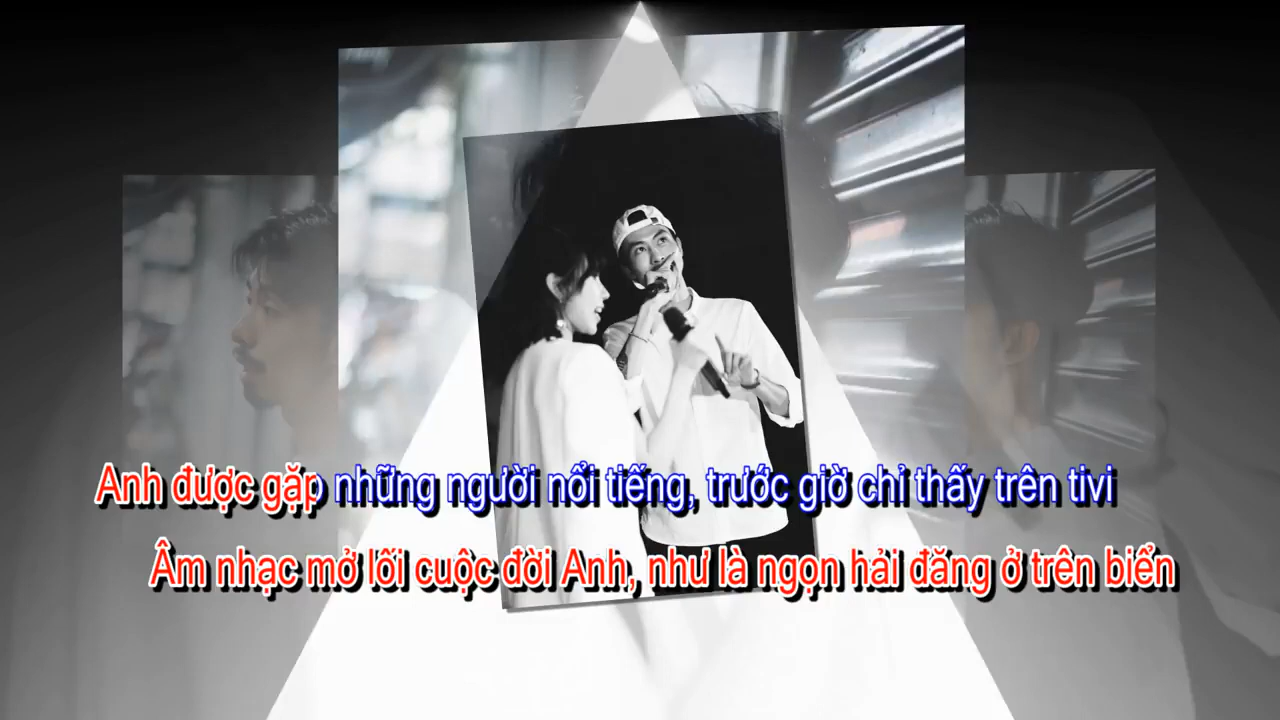 Anh được gặp những người nổi tiếng, trước giờ chỉ thấy trên tivi
Âm nhạc mở lối cuộc đời Anh, như là ngọn hải đăng ở trên biển